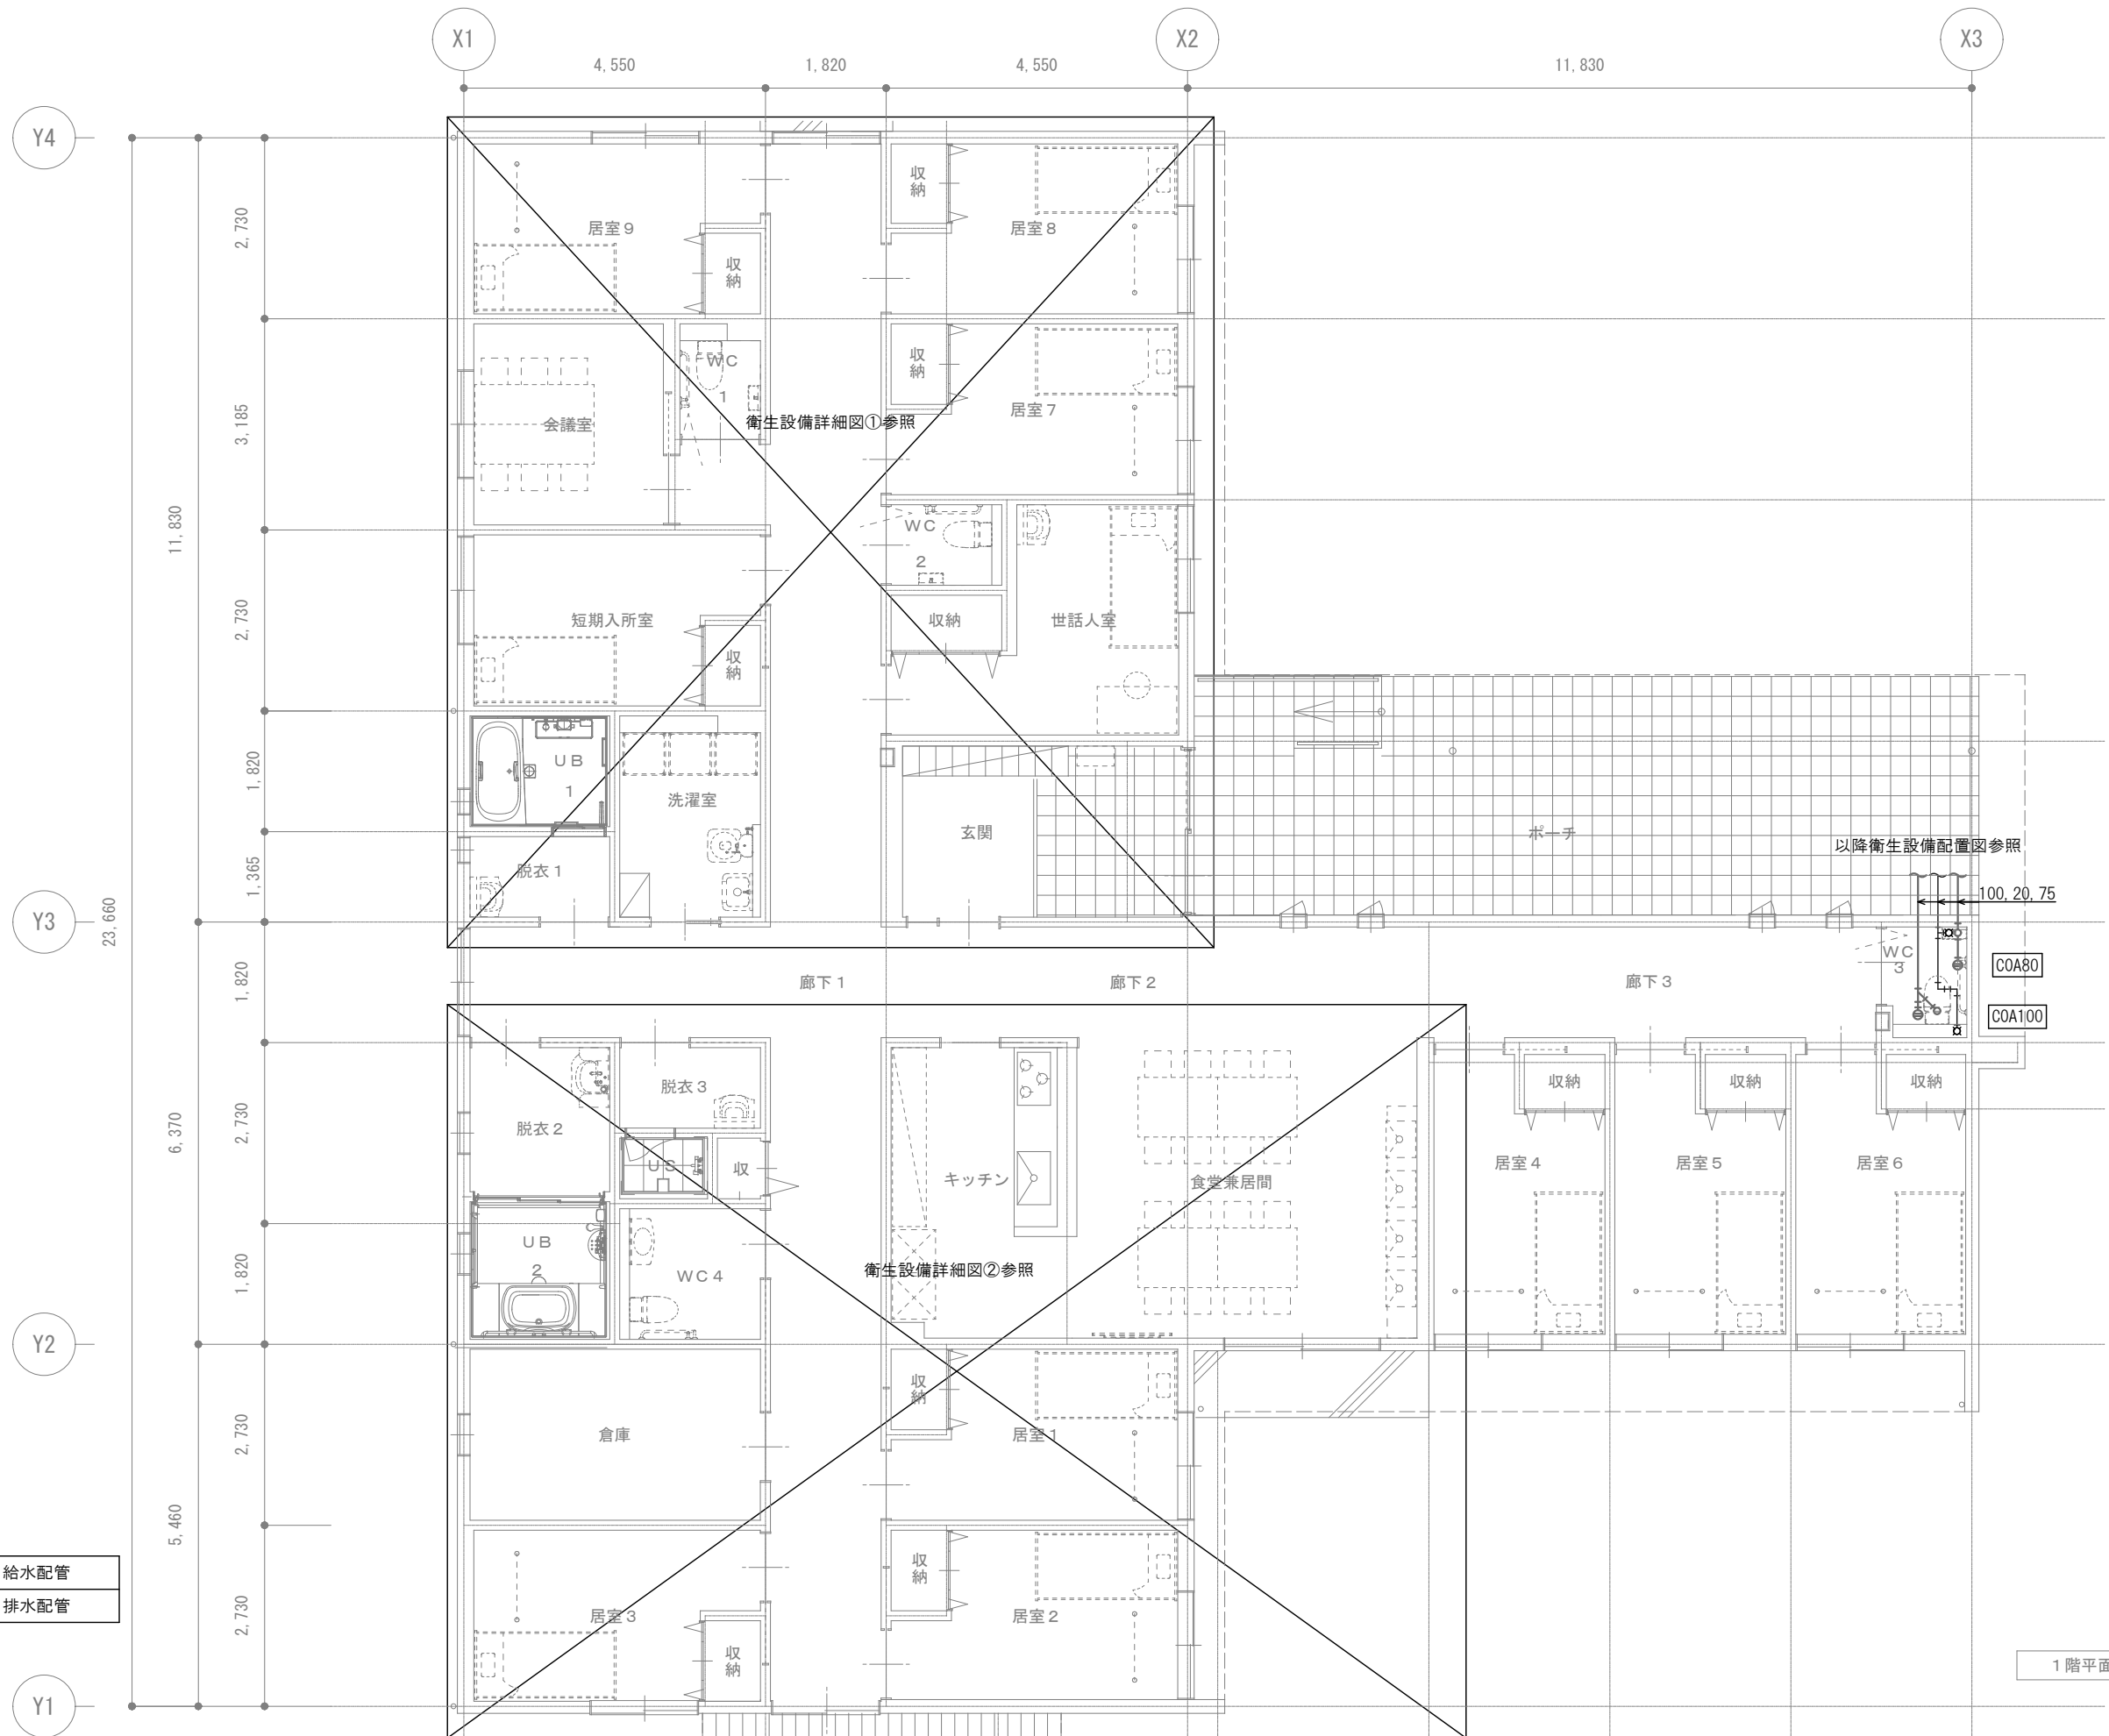 X1
X2
X3
4,550
1,820
4,550
11,830
Y4
Y3
Y2
Y1
2,730
3,185
2,730
1,820
1,365
1,820
2,730
1,820
2,730
2,730
11,830
6,370
5,460
23,660
居室9
収納
収納
居室8
会議室
WC
1
収納
居室7
衛生設備詳細図①参照
WC
2
短期入所室
収納
収納
世話人室
UB
1
洗濯室
脱衣1
玄関
ポーチ
以降衛生設備配置図参照
100,20,75
WC
3
COA80
COA100
廊下1
廊下2
廊下3
脱衣2
脱衣3
US
収
キッチン
食堂兼居間
収納
収納
収納
居室4
居室5
居室6
UB
2
WC4
衛生設備詳細図②参照
倉庫
収納
居室1
居室3
収納
収納
居室2
給水配管
排水配管
1階平面